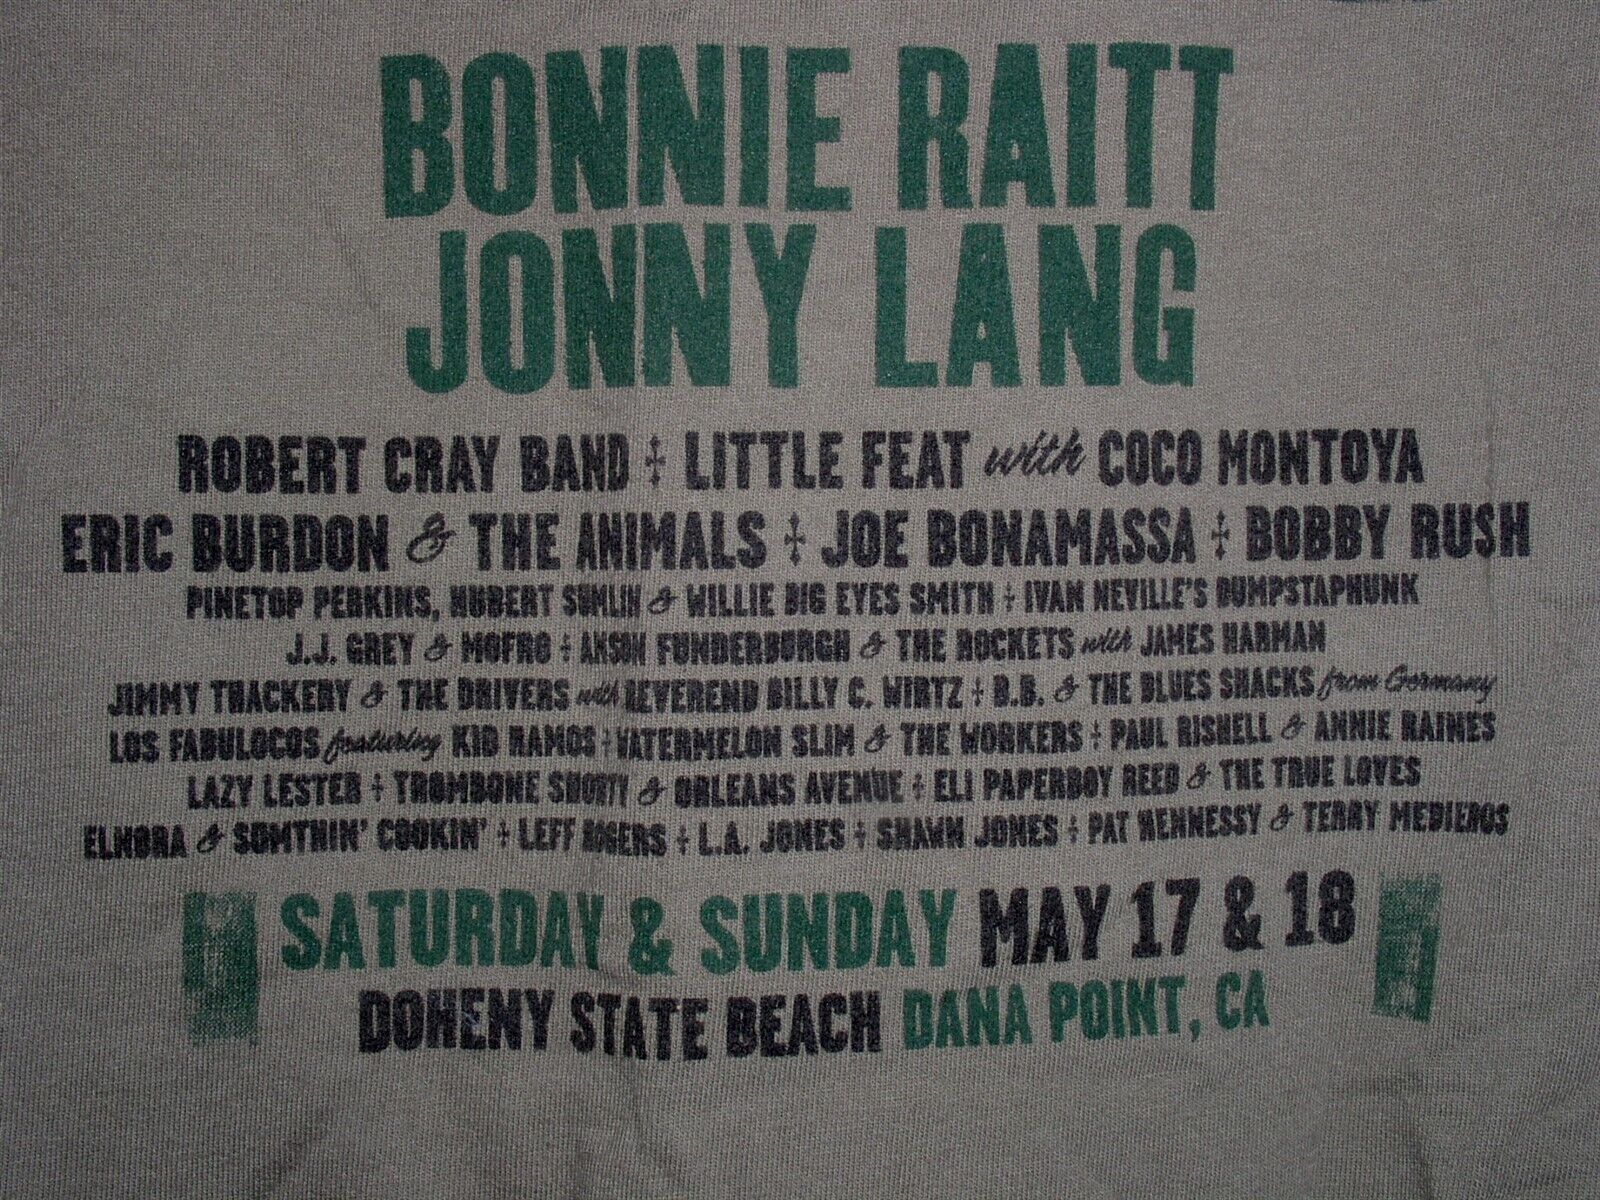 BONNIE RAITT
JONNY LANG
ROBERT CRAY BAND ‡ LITTLE FEAT with COCO MONTOYA
ERIC BURDON & THE ANIMALS ‡ JOE BONAMASSA ‡ BOBBY RUSH
PINETOP PERKINS, HUBERT SUMLIN & WILLIE BIG EYES SMITH ‡ IVAN NEVILLE'S DUMPSTAPHUNK
J.J. GREY & MOFRO ‡ ANSON FUNDERBURGH & THE ROCKETS with JAMES HARMAN
JIMMY THACKERY & THE DRIVERS with REVEREND BILLY C. WIRTZ ‡ B.B. & THE BLUES SHACKS from Germany
LOS FABULOCOS featuring KID RAMOS ‡ WATERMELON SLIM & THE WORKERS ‡ PAUL RISHELL & ANNIE RAINES
LAZY LESTER ‡ TROMBONE SHORTY & ORLEANS AVENUE ‡ ELI PAPERBOY REED & THE TRUE LOVES
ELNORA & SOMTHIN' COOKIN' ‡ LEFF ROGERS ‡ L.A. JONES ‡ SHAWN JONES ‡ PAT HENNESSY & TERRY MEDIEROS
SATURDAY & SUNDAY MAY 17 & 18
DOHENY STATE BEACH DANA POINT, CA